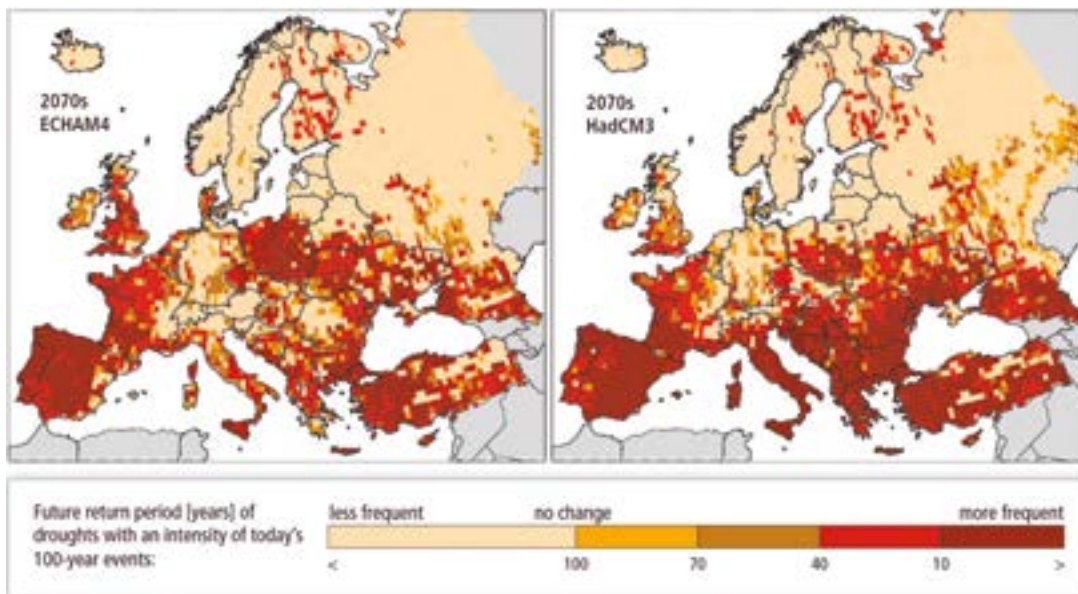 2070s
ECHAM4
2070s
HadCM3
Future return period [years] of
droughts with an intensity of today's
100-year events:
less frequent no change more frequent
< 100 70 40 10 >